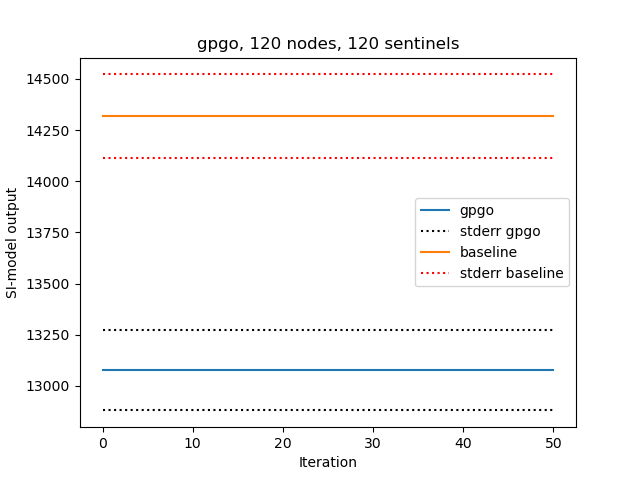 gpgo, 120 nodes, 120 sentinels
14500
14250
14000
13750
13500
13250
13000
SI-model output
gpgo
stderr gpgo
baseline
stderr baseline
0 10 20 30 40 50
Iteration